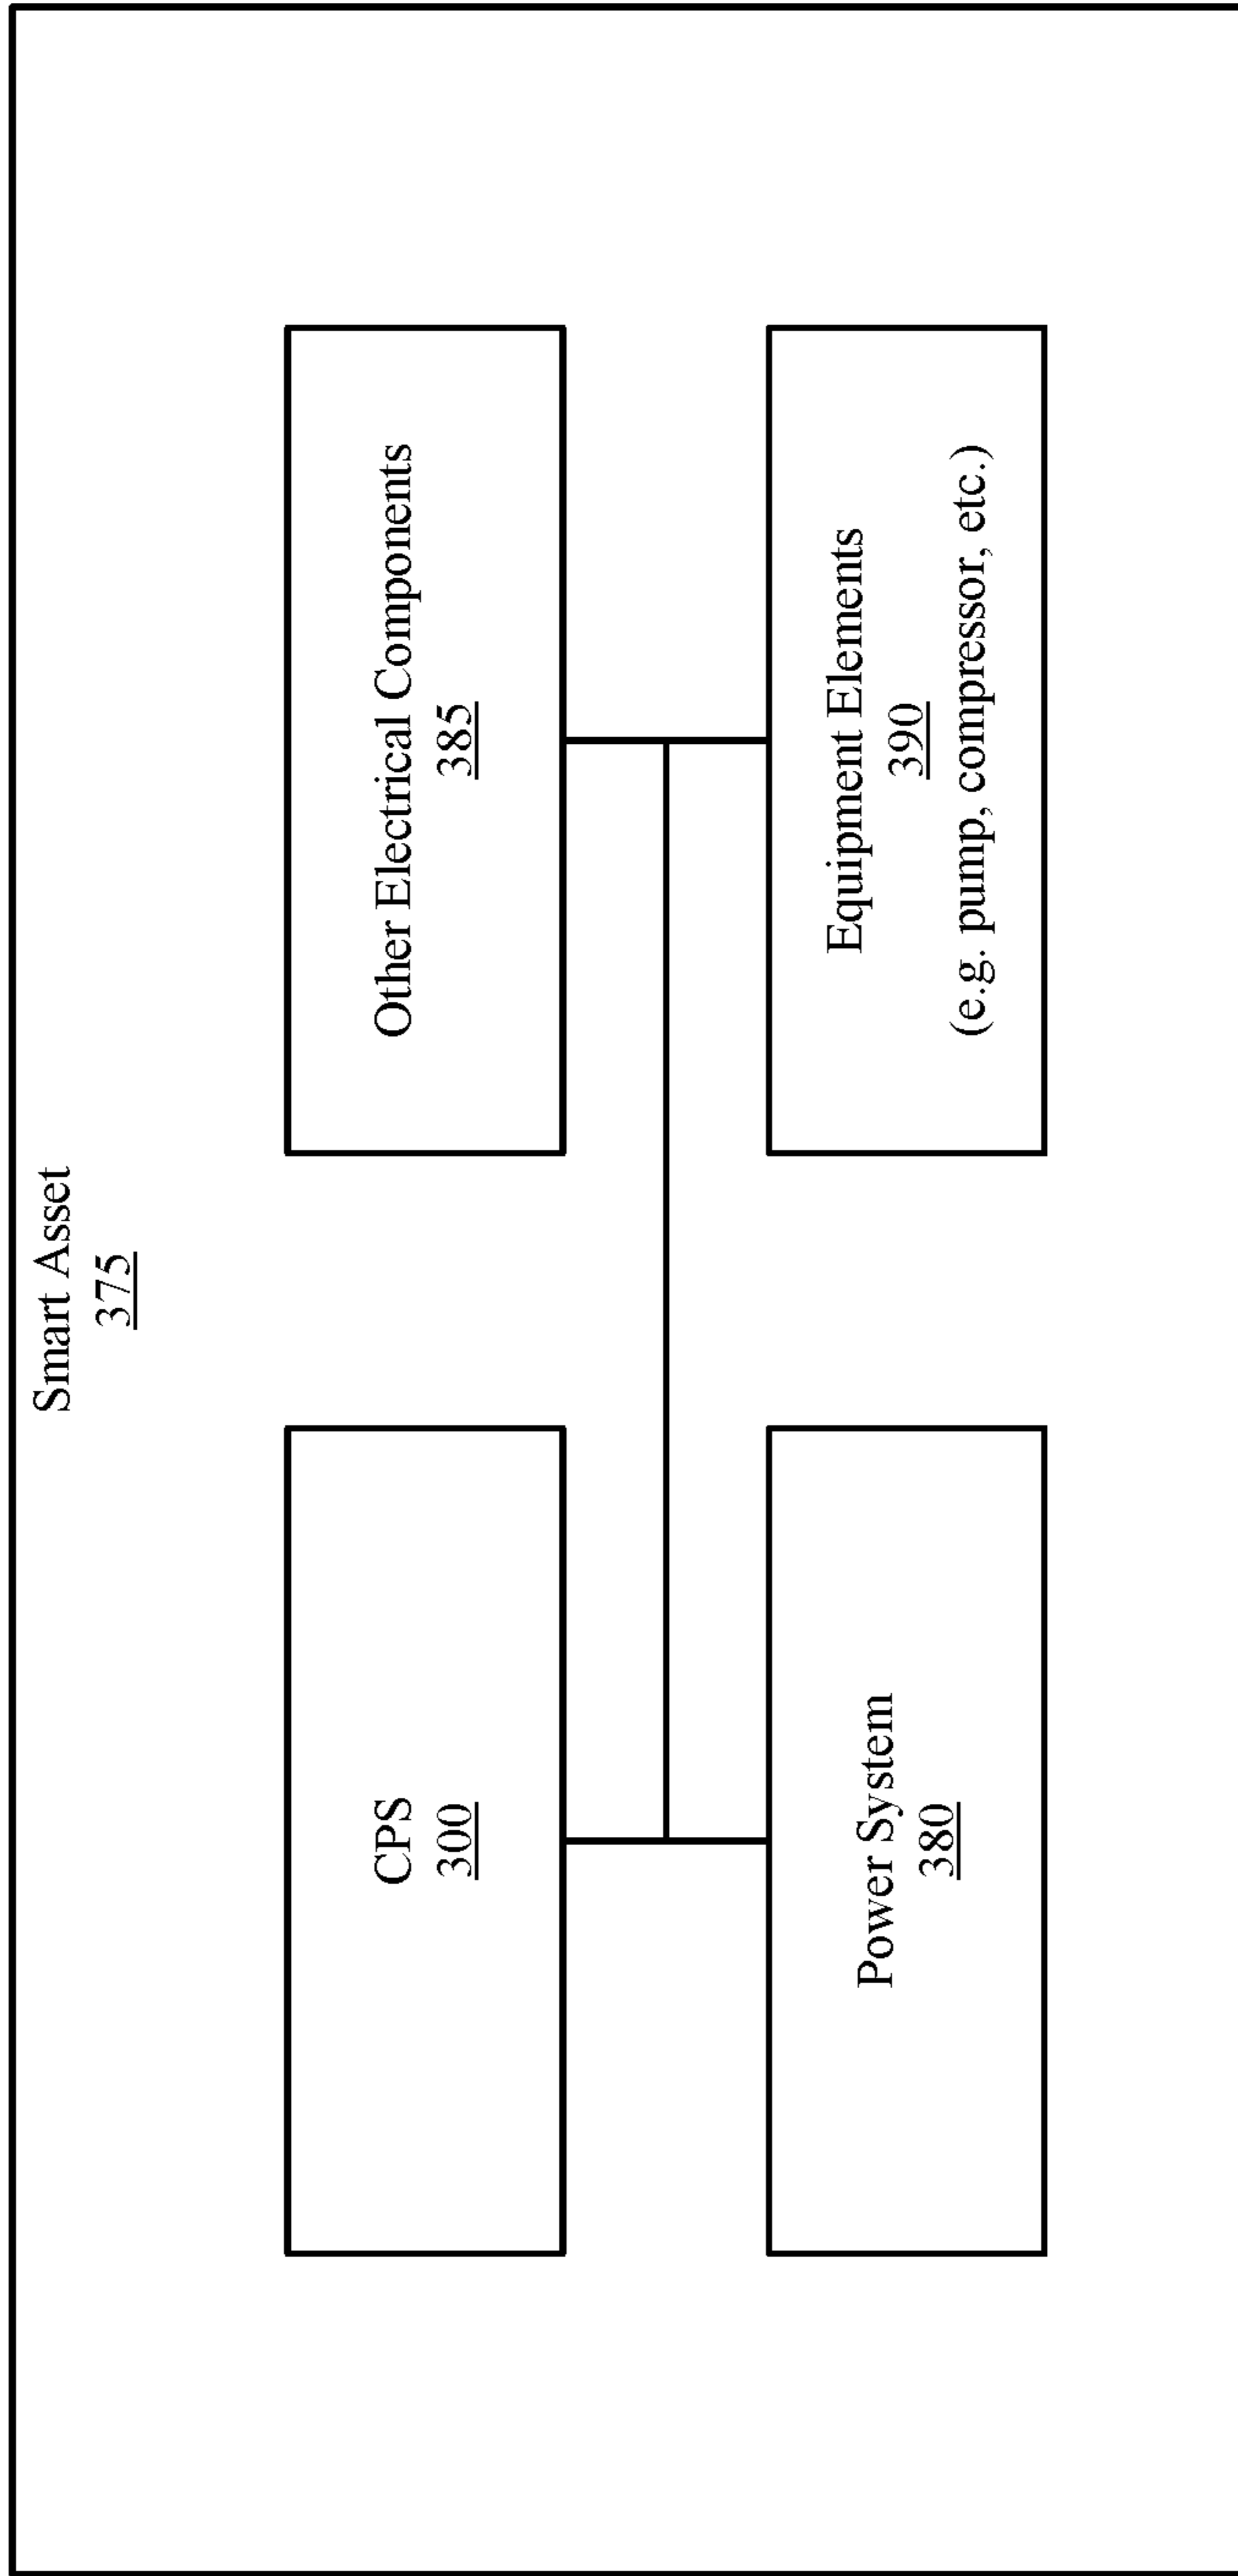 Smart Asset
375
CPS
300
Other Electrical Components
385
Power System
380
Equipment Elements
390
(e.g. pump, compressor, etc.)